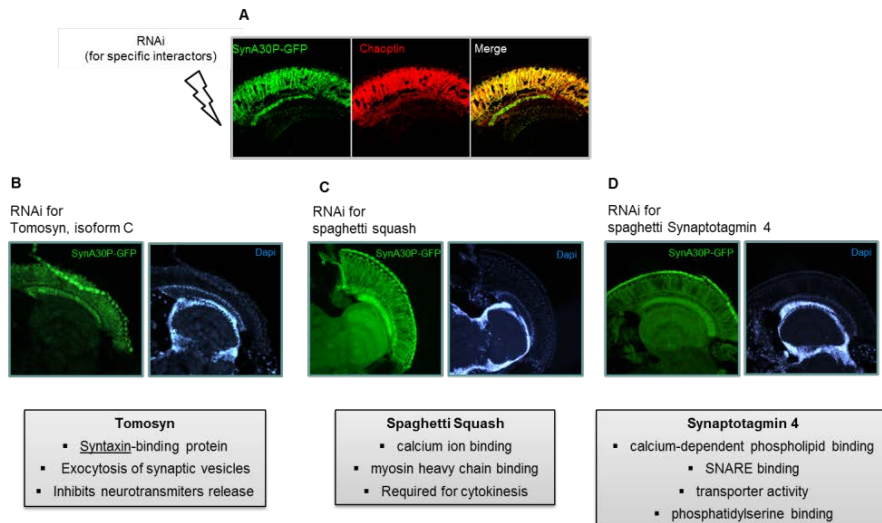 A
RNAi
(for specific interactors)
SynA30P-GFP
Chaoptin
Merge
B
RNAi for
Tomosyn, isoform C
SynA30P-GFP
Dapi
C
RNAi for
spaghetti squash
SynA30P-GFP
Dapi
D
RNAi for
spaghetti Synaptotagmin 4
SynA30P-GFP
Dapi
Tomosyn
▪ Syntaxin-binding protein
▪ Exocytosis of synaptic vesicles
▪ Inhibits neurotransmiters release
Spaghetti Squash
▪ calcium ion binding
▪ myosin heavy chain binding
▪ Required for cytokinesis
Synaptotagmin 4
▪ calcium-dependent phospholipid binding
▪ SNARE binding
▪ transporter activity
▪ phosphatidylserine binding